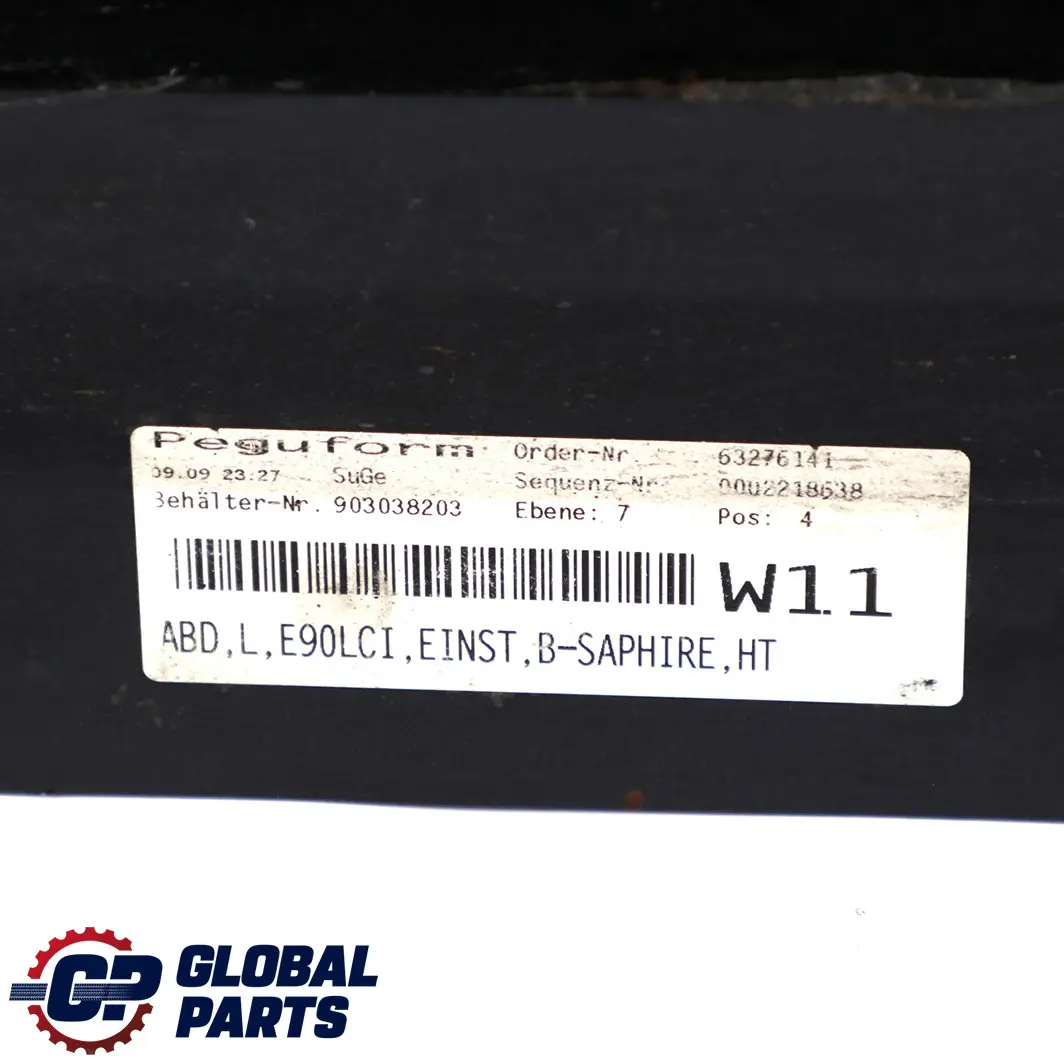 Peguform Order-Nr. 63276141
09.09 23:27 SuGe Sequenz-Nr. 0002218638
Behälter-Nr. 903038203 Ebene: 7 Pos: 4
W11
ABD,L,E90LCI,EINST,B-SAPHIRE,HT
GP GLOBAL
PARTS